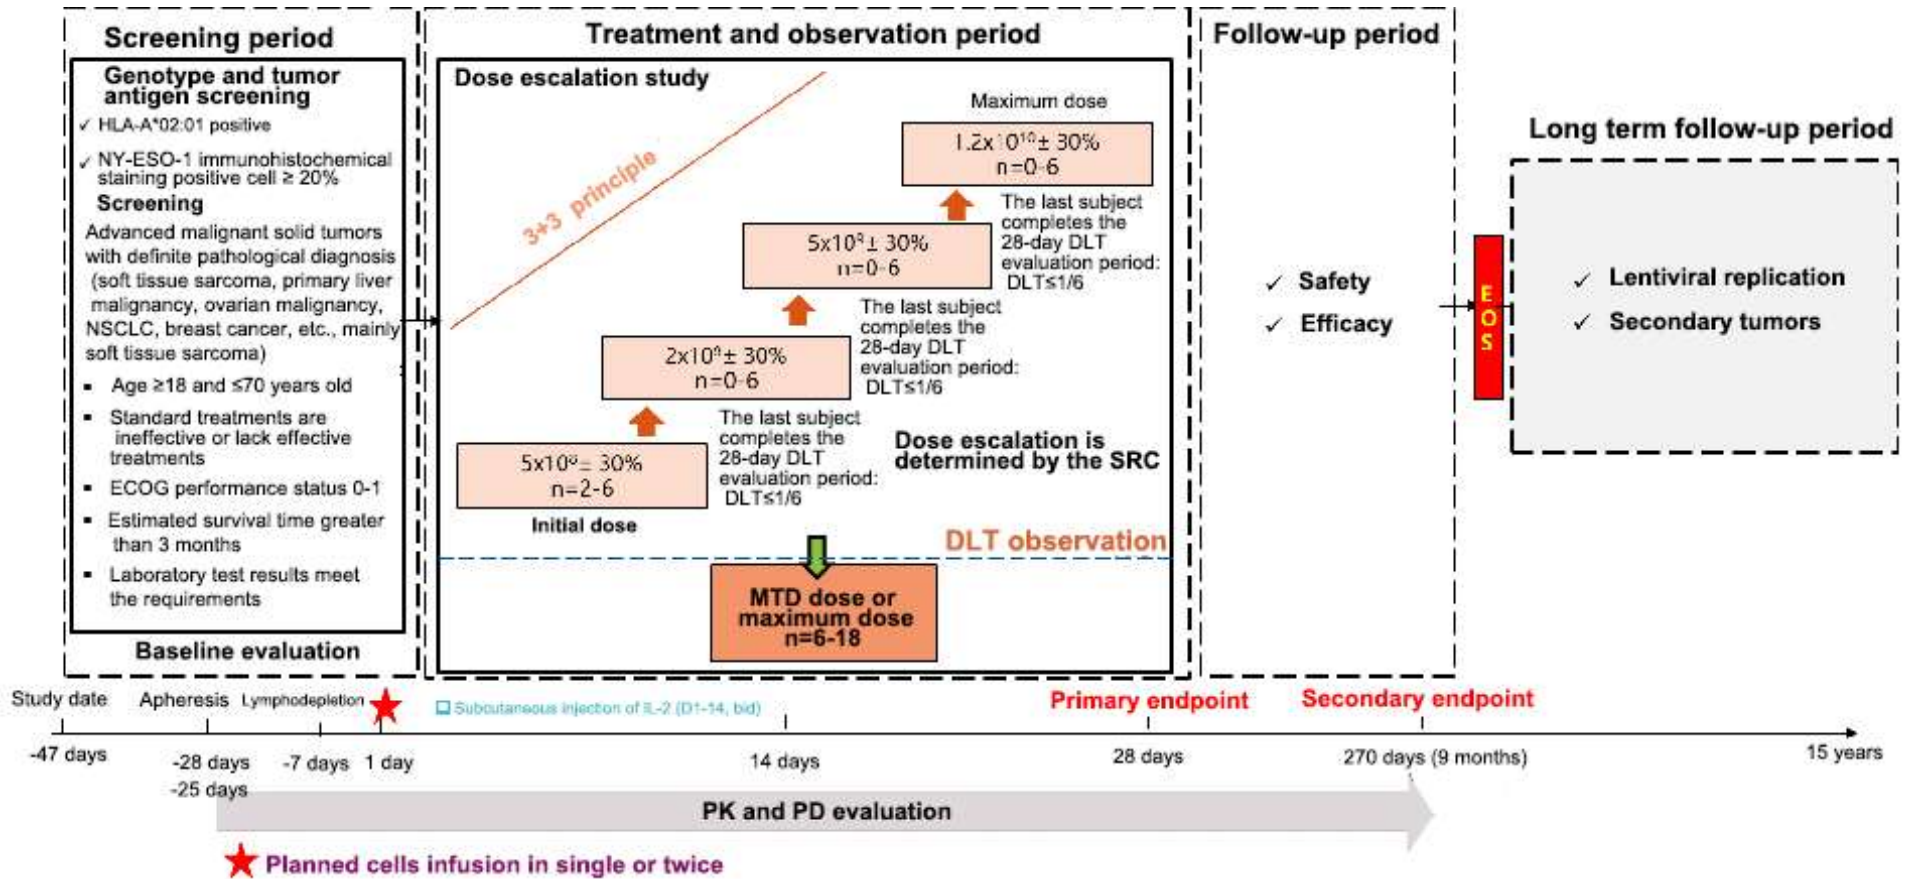 Screening period
Genotype and tumor
antigen screening
✓ HLA-A*02:01 positive
✓ NY-ESO-1 immunohistochemical
staining positive cell ≥ 20%
Screening
Advanced malignant solid tumors
with definite pathological diagnosis
(soft tissue sarcoma, primary liver
malignancy, ovarian malignancy,
NSCLC, breast cancer, etc., mainly
soft tissue sarcoma)
▪ Age ≥18 and ≤70 years old
▪ Standard treatments are
ineffective or lack effective
treatments
▪ ECOG performance status 0-1
▪ Estimated survival time greater
than 3 months
▪ Laboratory test results meet
the requirements
Baseline evaluation
Treatment and observation period
Dose escalation study
3+3 principle
Maximum dose
1.2x10¹⁰± 30%
n=0-6
The last subject
completes the
28-day DLT
evaluation period:
DLT≤1/6
5x10⁹± 30%
n=0-6
The last subject
completes the
28-day DLT
evaluation period:
DLT≤1/6
2x10⁹± 30%
n=0-6
The last subject
completes the
28-day DLT
evaluation period:
DLT≤1/6
5x10⁸± 30%
n=2-6
Initial dose
Dose escalation is
determined by the SRC
DLT observation
MTD dose or
maximum dose
n=6-18
Follow-up period
✓ Safety
✓ Efficacy
EOS
Long term follow-up period
✓ Lentiviral replication
✓ Secondary tumors
Study date
Apheresis
Lymphodepletion
Subcutaneous injection of IL-2 (D1-14, bid)
Primary endpoint
Secondary endpoint
-47 days
-28 days
-25 days
-7 days
1 day
14 days
28 days
270 days (9 months)
15 years
PK and PD evaluation
Planned cells infusion in single or twice